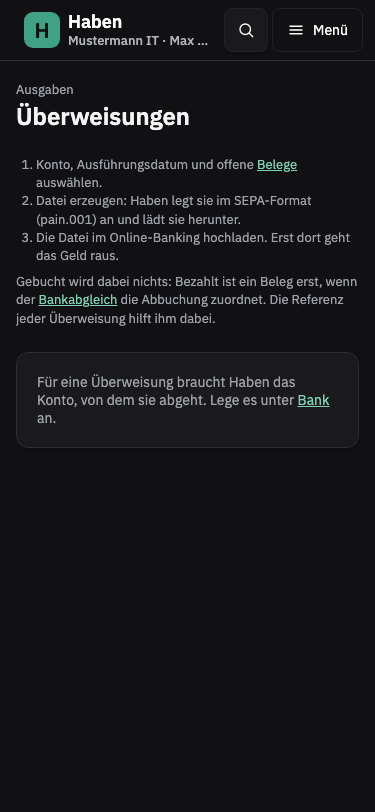 H
Haben
Mustermann IT · Max ...
Menü
Ausgaben
Überweisungen
1. Konto, Ausführungsdatum und offene Belege
auswählen.
2. Datei erzeugen: Haben legt sie im SEPA-Format
(pain.001) an und lädt sie herunter.
3. Die Datei im Online-Banking hochladen. Erst dort geht
das Geld raus.
Gebucht wird dabei nichts: Bezahlt ist ein Beleg erst, wenn
der Bankabgleich die Abbuchung zuordnet. Die Referenz
jeder Überweisung hilft ihm dabei.
Für eine Überweisung braucht Haben das
Konto, von dem sie abgeht. Lege es unter Bank
an.